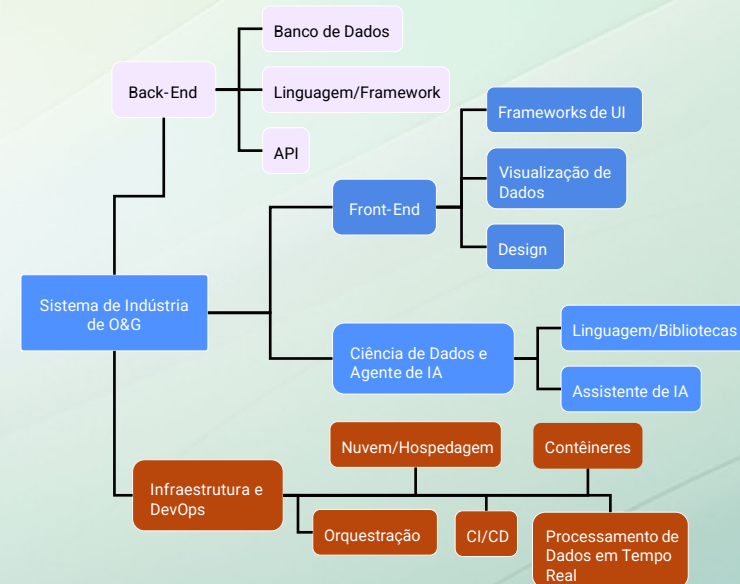 Banco de Dados
Back-End
Linguagem/Framework
API
Frameworks de UI
Visualização de
Dados
Front-End
Design
Sistema de Indústria
de O&G
Linguagem/Bibliotecas
Ciência de Dados e
Agente de IA
Assistente de IA
Nuvem/Hospedagem
Contêineres
Infraestrutura e
DevOps
Orquestração
CI/CD
Processamento de
Dados em Tempo
Real